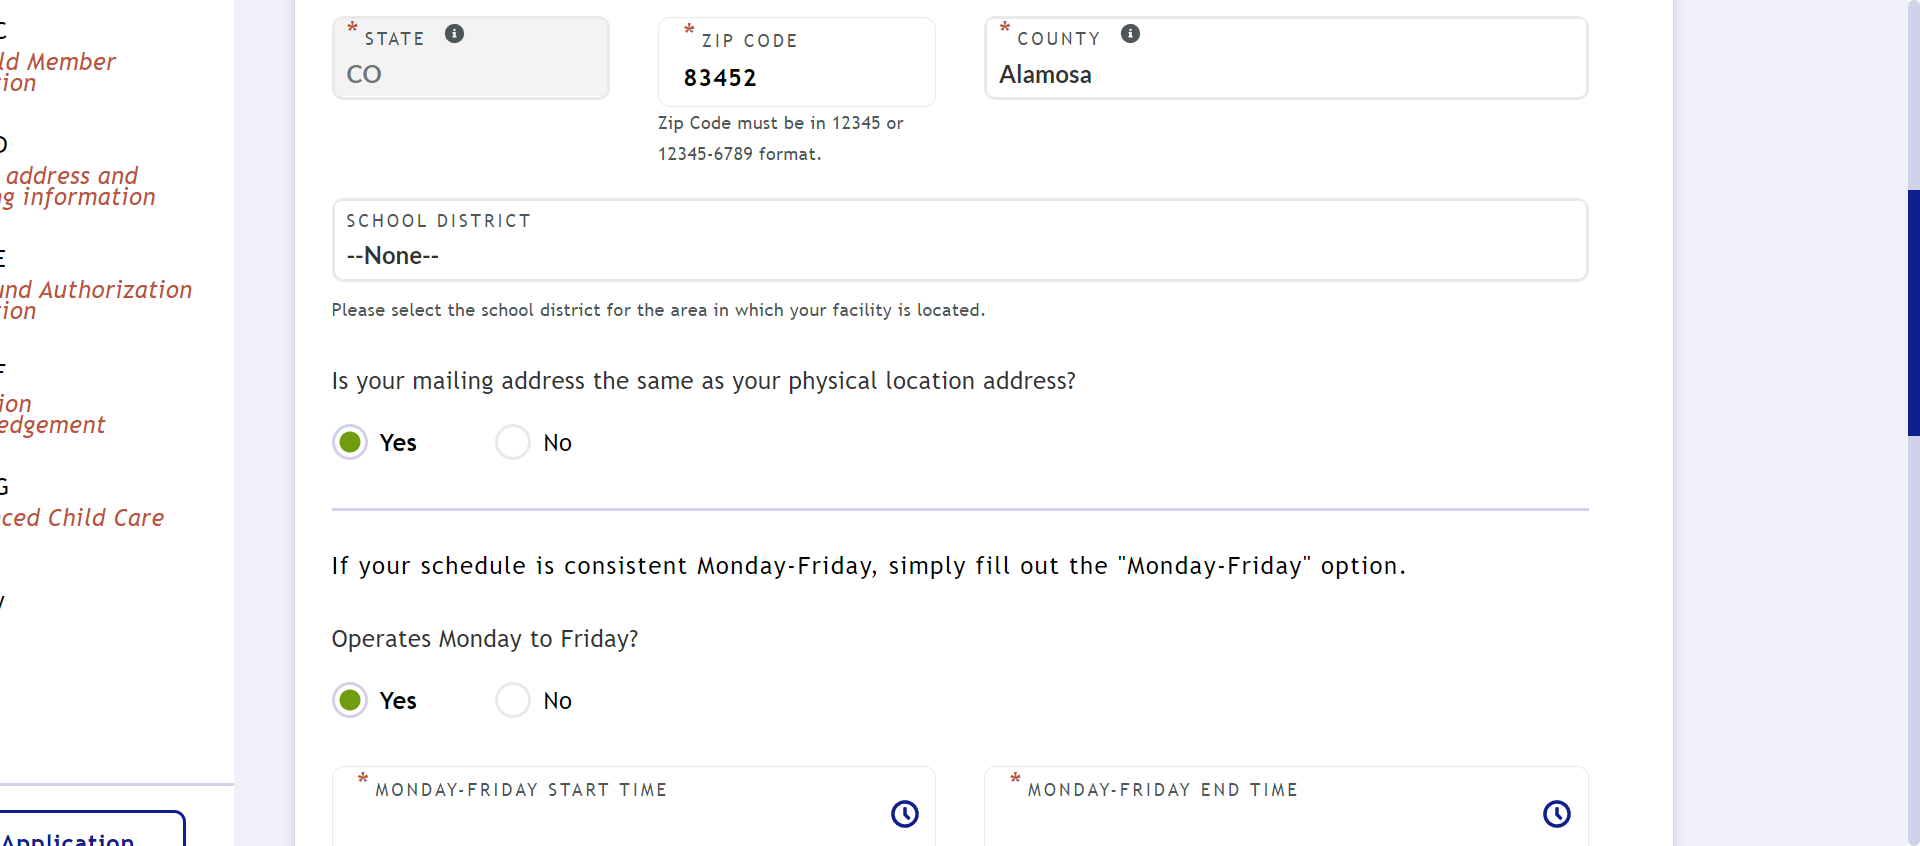 C
ld Member
tion
D
address and
ng information
E
und Authorization
tion
F
ion
edgement
G
ced Child Care
y
Application
* STATE
CO
* ZIP CODE
83452
Zip Code must be in 12345 or
12345-6789 format.
* COUNTY
Alamosa
SCHOOL DISTRICT
--None--
Please select the school district for the area in which your facility is located.
Is your mailing address the same as your physical location address?
Yes No
If your schedule is consistent Monday-Friday, simply fill out the "Monday-Friday" option.
Operates Monday to Friday?
Yes No
* MONDAY-FRIDAY START TIME
* MONDAY-FRIDAY END TIME